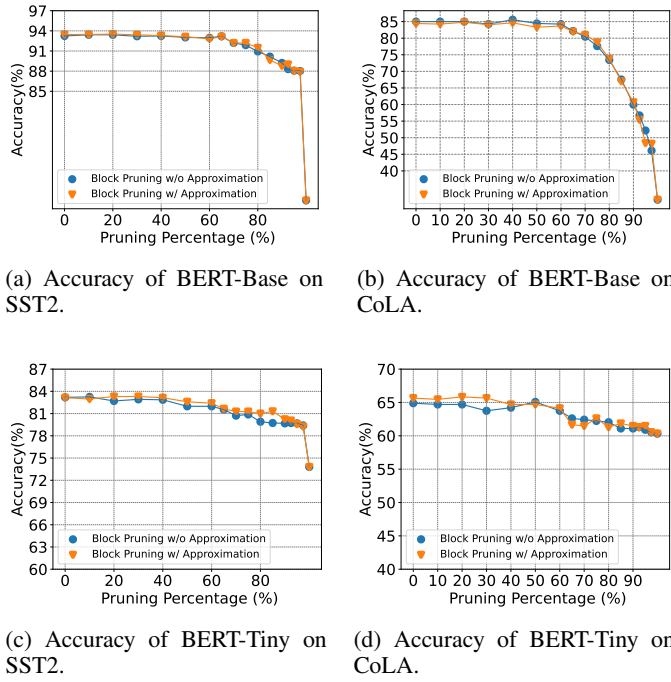 97
94
91
88
85
Accuracy(%)
Block Pruning w/o Approximation
Block Pruning w/ Approximation
0 20 40 60 80
Pruning Percentage (%)
85
80
75
70
65
60
55
50
45
40
Accuracy(%)
Block Pruning w/o Approximation
Block Pruning w/ Approximation
0 10 20 30 40 50 60 70 80 90
Pruning Percentage (%)
(a) Accuracy of BERT-Base on
SST2.
(b) Accuracy of BERT-Base on
CoLA.
87
84
81
78
75
72
69
66
63
60
Accuracy(%)
Block Pruning w/o Approximation
Block Pruning w/ Approximation
0 20 40 60 80
Pruning Percentage (%)
70
65
60
55
50
45
40
Accuracy(%)
Block Pruning w/o Approximation
Block Pruning w/ Approximation
0 10 20 30 40 50 60 70 80 90
Pruning Percentage (%)
(c) Accuracy of BERT-Tiny on
SST2.
(d) Accuracy of BERT-Tiny on
CoLA.